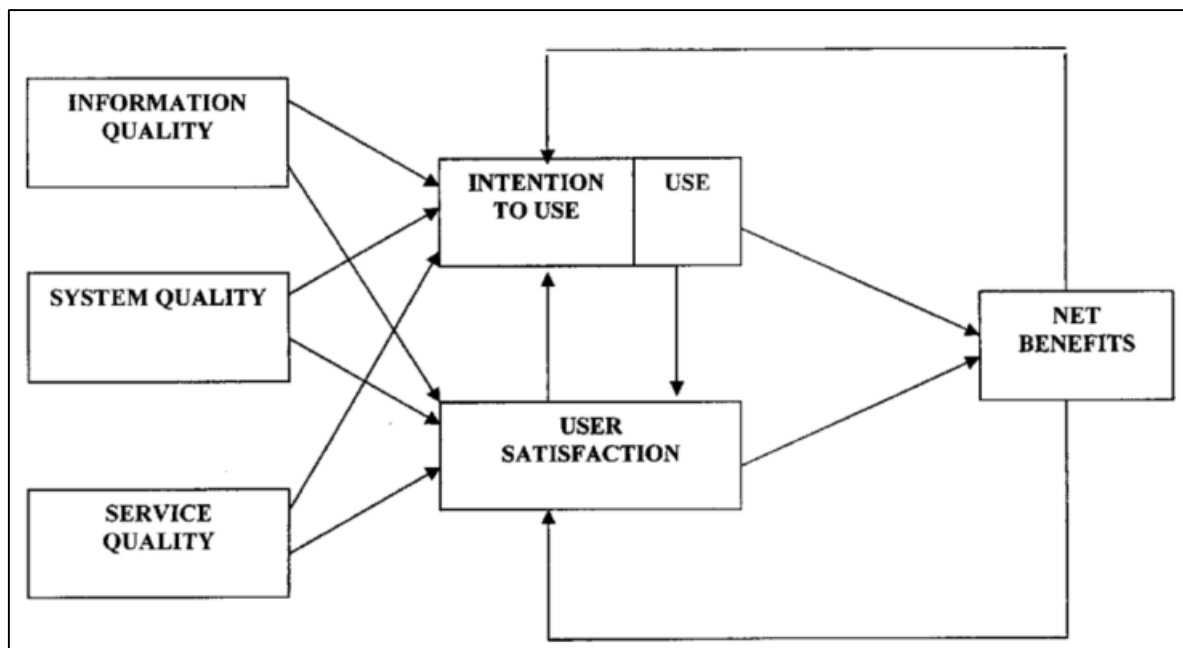 INFORMATION
QUALITY
INTENTION
TO USE
USE
SYSTEM QUALITY
NET
BENEFITS
USER
SATISFACTION
SERVICE
QUALITY